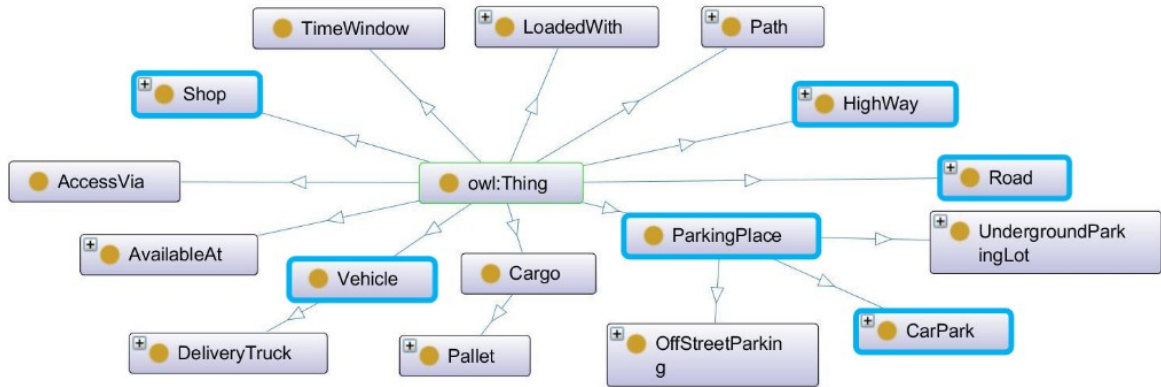 TimeWindow
LoadedWith
Path
Shop
HighWay
AccessVia
owl:Thing
Road
AvailableAt
ParkingPlace
UndergroundPark
ingLot
Vehicle
Cargo
DeliveryTruck
Pallet
OffStreetParkin
g
CarPark